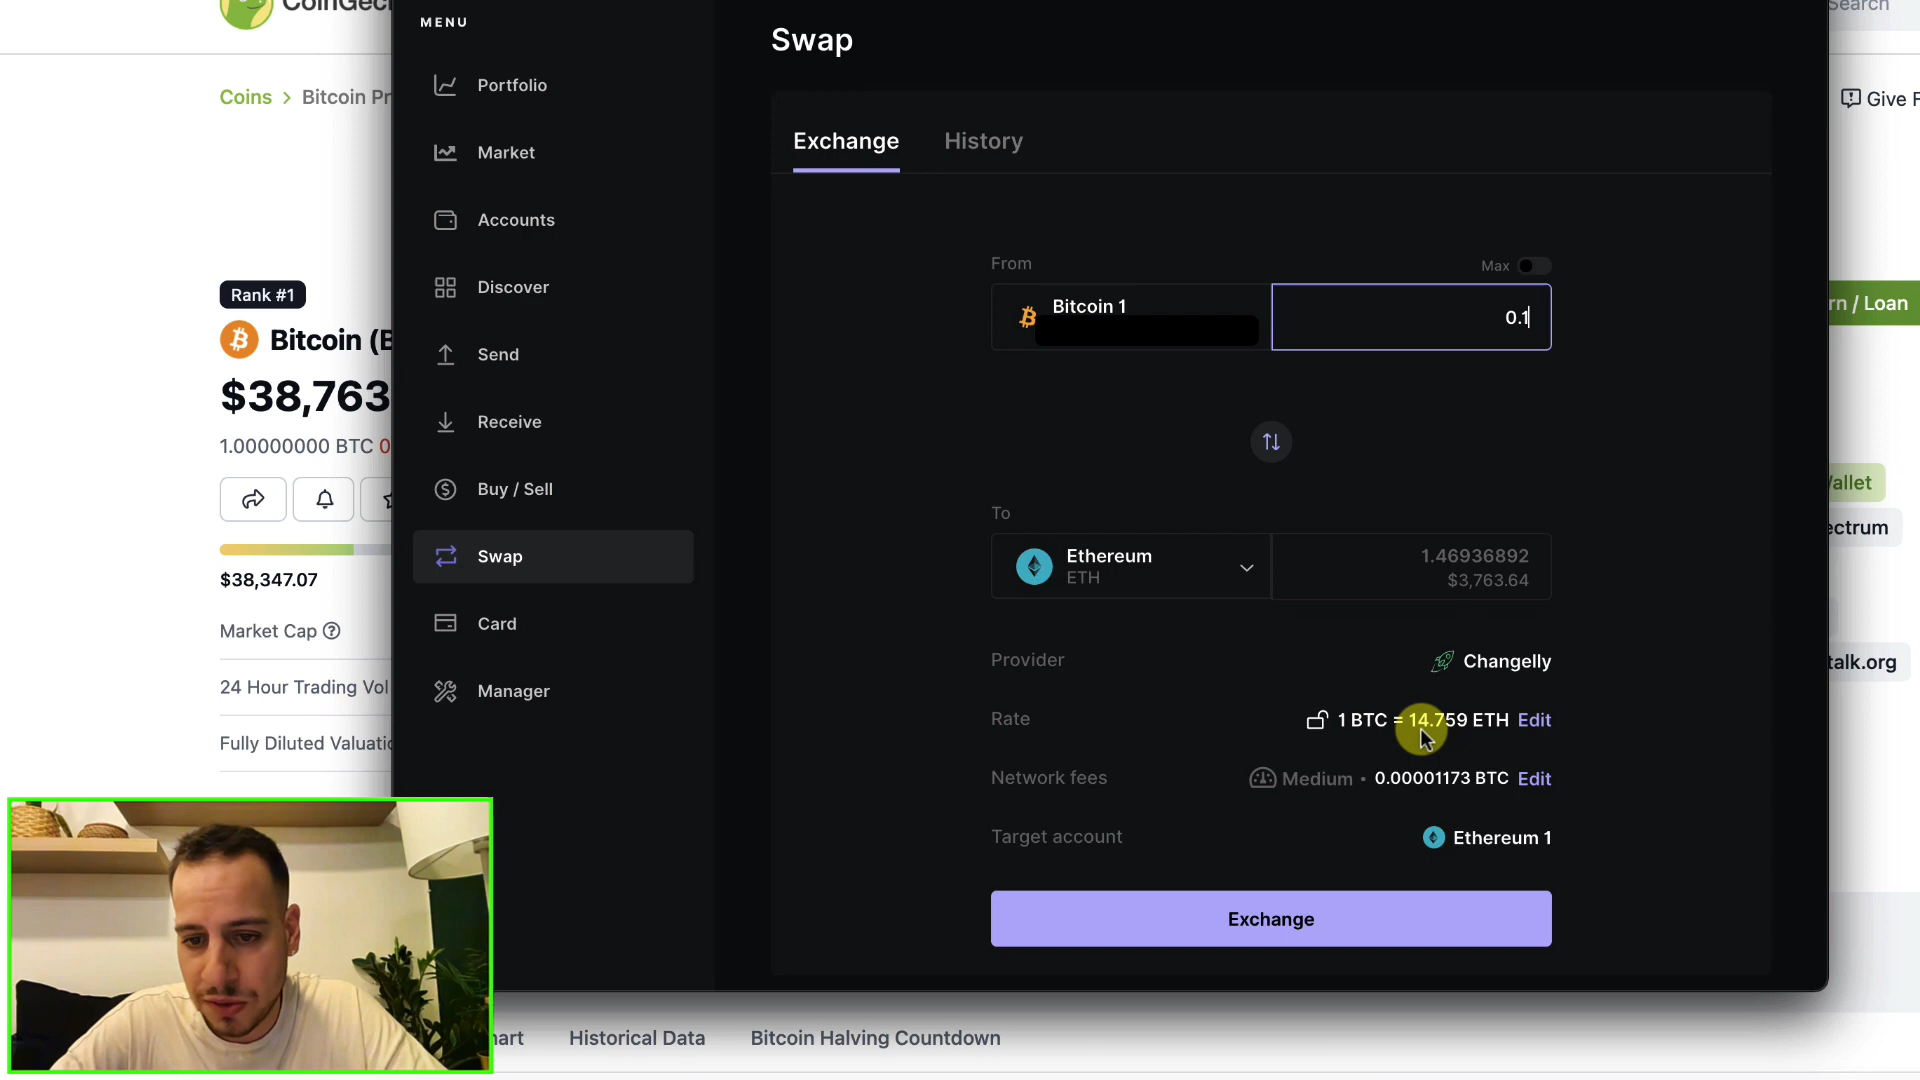 MENU
Search
Swap
Portfolio
Coins > Bitcoin Pr
Give F
Exchange
History
Market
Accounts
From
Max
Discover
Rank #1
Bitcoin 1
0.1
rn / Loan
Bitcoin (B
Send
$38,763
Receive
1.00000000 BTC 0
Buy / Sell
allet
To
ectrum
Swap
Ethereum
ETH
1.46936892
$3,763.64
$38,347.07
Card
Market Cap
Provider
Changelly
talk.org
24 Hour Trading Vol
Manager
Rate
1 BTC = 14.759 ETH Edit
Fully Diluted Valuatio
Network fees
Medium • 0.00001173 BTC Edit
Target account
Ethereum 1
Exchange
hart
Historical Data
Bitcoin Halving Countdown